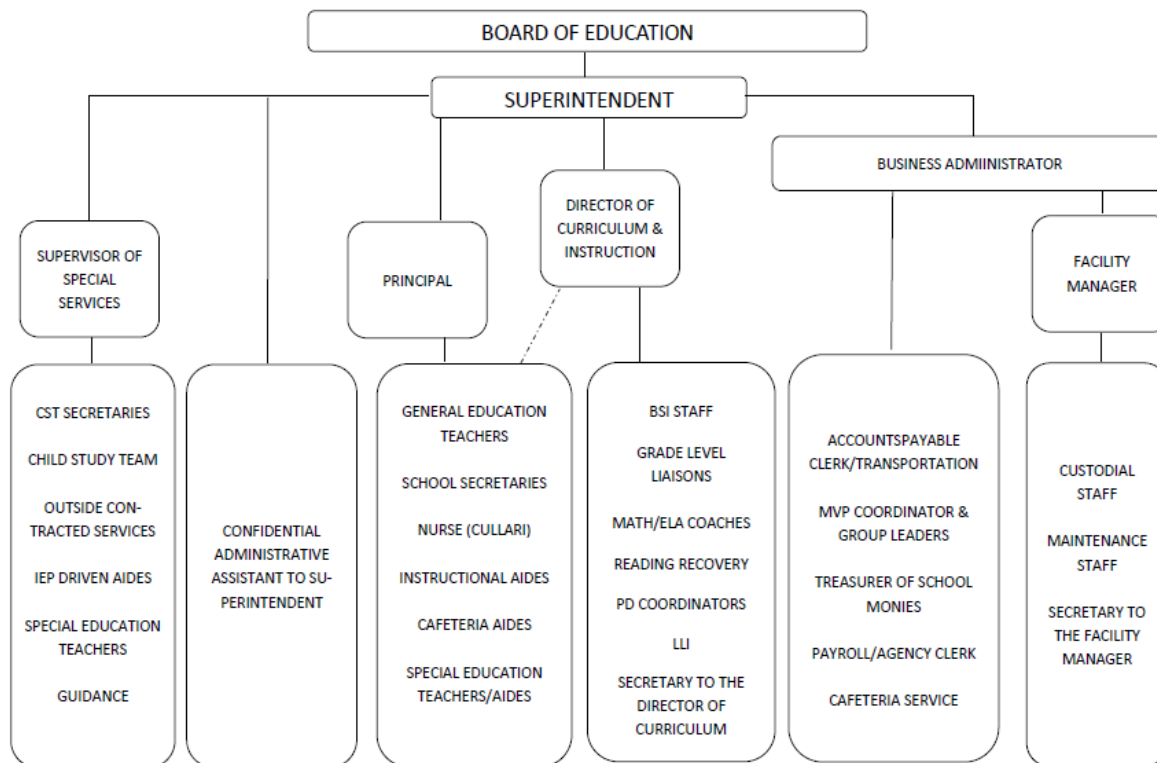 BOARD OF EDUCATION
SUPERINTENDENT
BUSINESS ADMIINISTRATOR
DIRECTOR OF
CURRICULUM &
INSTRUCTION
SUPERVISOR OF
SPECIAL
SERVICES
PRINCIPAL
FACILITY
MANAGER
CST SECRETARIES
CHILD STUDY TEAM
OUTSIDE CON-
TRACTED SERVICES
IEP DRIVEN AIDES
SPECIAL EDUCATION
TEACHERS
GUIDANCE
CONFIDENTIAL
ADMINISTRATIVE
ASSISTANT TO SU-
PERINTENDENT
GENERAL EDUCATION
TEACHERS
SCHOOL SECRETARIES
NURSE (CULLARI)
INSTRUCTIONAL AIDES
CAFETERIA AIDES
SPECIAL EDUCATION
TEACHERS/AIDES
BSI STAFF
GRADE LEVEL
LIAISONS
MATH/ELA COACHES
READING RECOVERY
PD COORDINATORS
LLI
SECRETARY TO THE
DIRECTOR OF
CURRICULUM
ACCOUNTSPAYABLE
CLERK/TRANSPORTATION
MVP COORDINATOR &
GROUP LEADERS
TREASURER OF SCHOOL
MONIES
PAYROLL/AGENCY CLERK
CAFETERIA SERVICE
CUSTODIAL
STAFF
MAINTENANCE
STAFF
SECRETARY TO
THE FACILITY
MANAGER